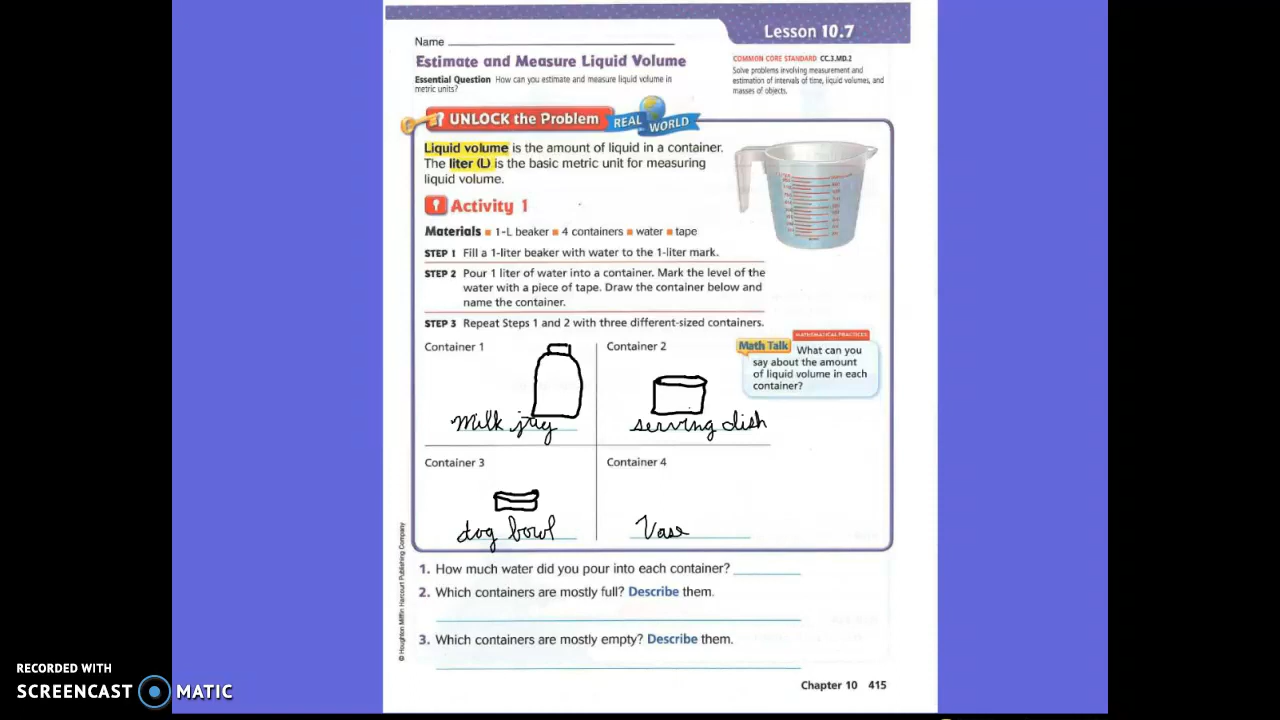 Lesson 10.7
Name
Estimate and Measure Liquid Volume
Essential Question How can you estimate and measure liquid volume in
metric units?
COMMON CORE STANDARD CC.3.MD.2
Solve problems involving measurement and
estimation of intervals of time, liquid volumes, and
masses of objects.
UNLOCK the Problem REAL WORLD
Liquid volume is the amount of liquid in a container.
The liter (L) is the basic metric unit for measuring
liquid volume.
Activity 1
Materials ■ 1-L beaker ■ 4 containers ■ water ■ tape
STEP 1 Fill a 1-liter beaker with water to the 1-liter mark.
STEP 2 Pour 1 liter of water into a container. Mark the level of the
water with a piece of tape. Draw the container below and
name the container.
STEP 3 Repeat Steps 1 and 2 with three different-sized containers.
Container 1
Milk jug
Container 2
serving dish
MATHEMATICAL PRACTICES
Math Talk What can you
say about the amount
of liquid volume in each
container?
Container 3
dog bowl
Container 4
Vase
1. How much water did you pour into each container?
2. Which containers are mostly full? Describe them.
3. Which containers are mostly empty? Describe them.
© Houghton Mifflin Harcourt Publishing Company
Chapter 10 415
RECORDED WITH
SCREENCAST MATIC